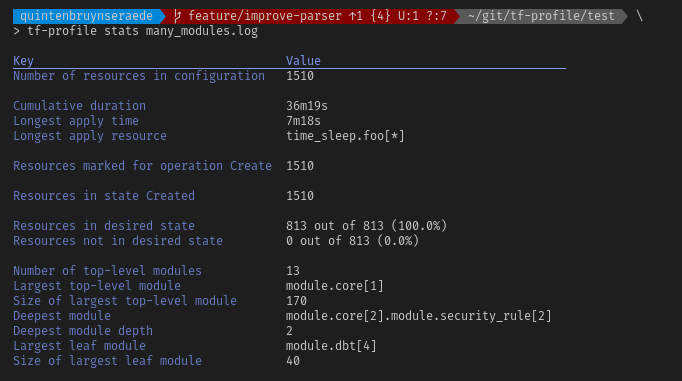 quintenbruynseraede feature/improve-parser ↑1 {4} U:1 ?:7 ~/git/tf-profile/test \
> tf-profile stats many_modules.log
Key Value
Number of resources in configuration 1510
Cumulative duration 36m19s
Longest apply time 7m18s
Longest apply resource time_sleep.foo[*]
Resources marked for operation Create 1510
Resources in state Created 1510
Resources in desired state 813 out of 813 (100.0%)
Resources not in desired state 0 out of 813 (0.0%)
Number of top-level modules 13
Largest top-level module module.core[1]
Size of largest top-level module 170
Deepest module module.core[2].module.security_rule[2]
Deepest module depth 2
Largest leaf module module.dbt[4]
Size of largest leaf module 40